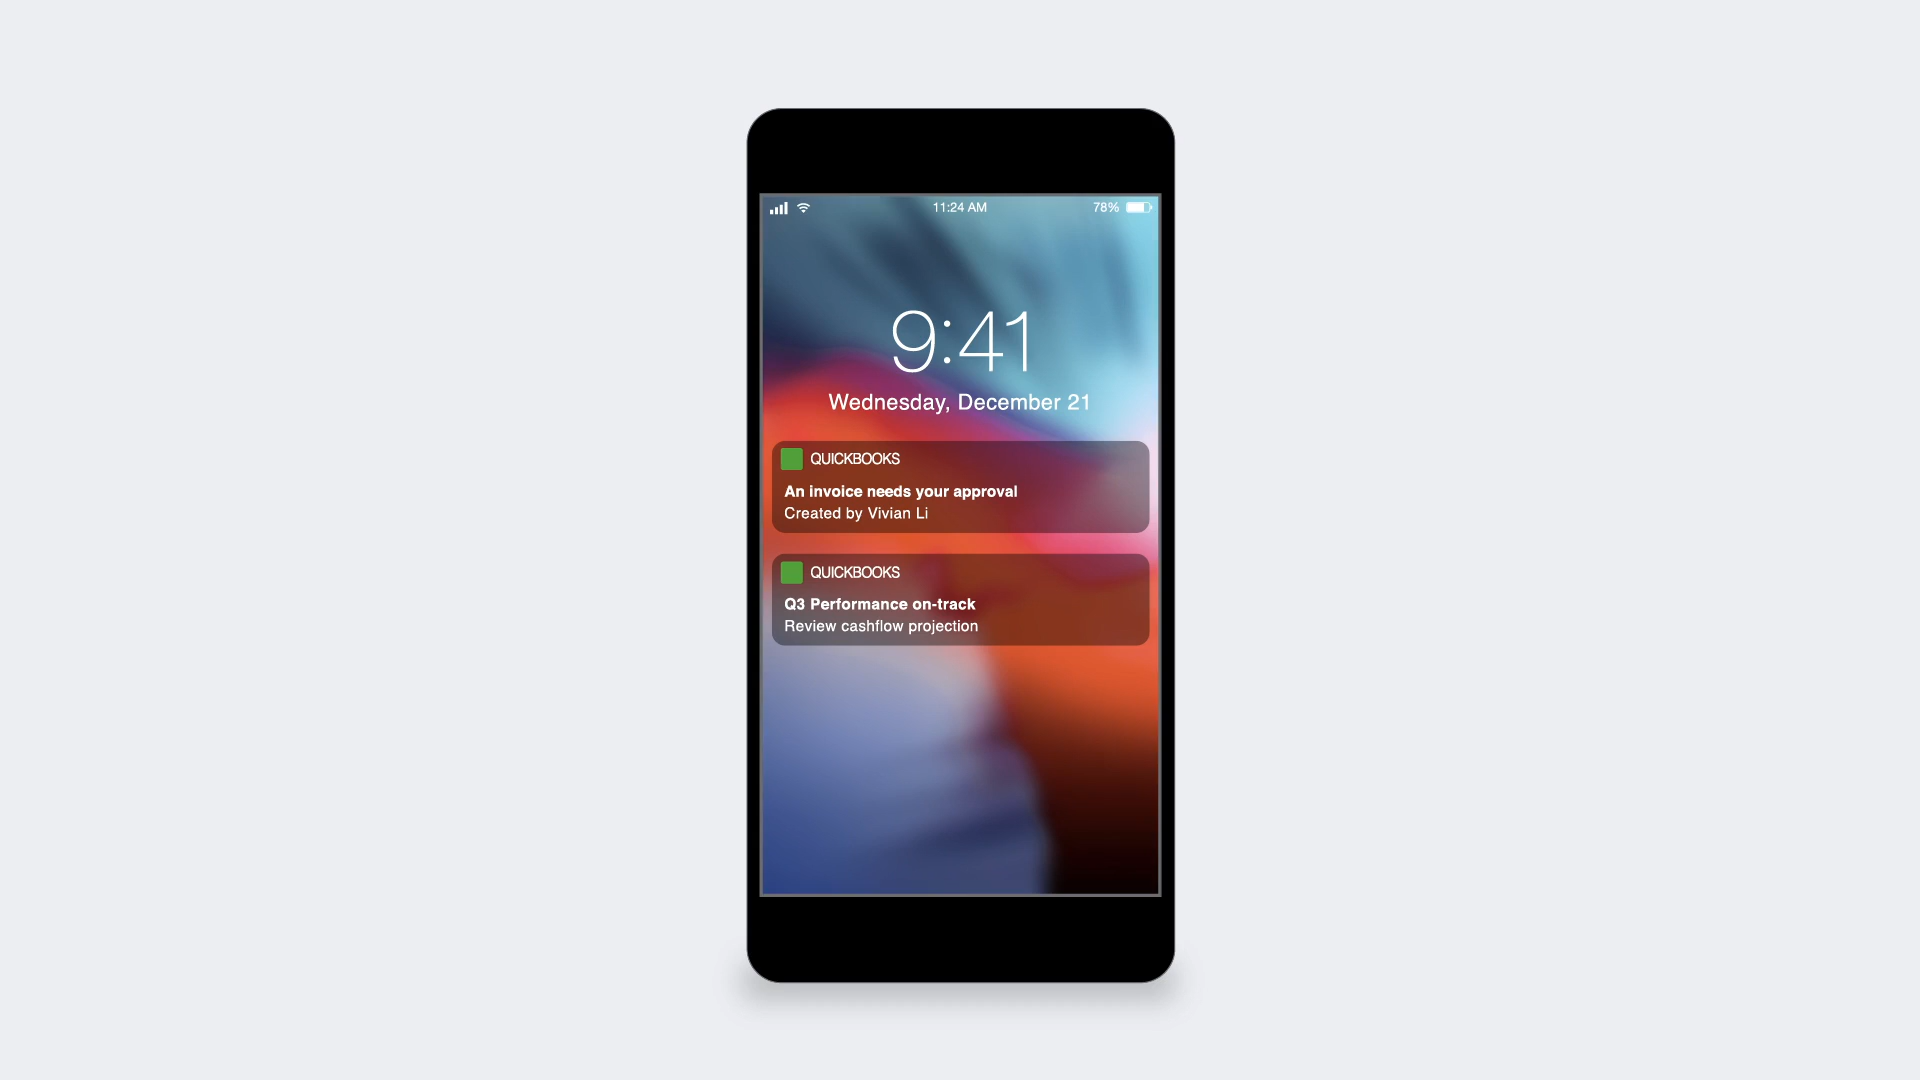 11:24 AM
78%
9:41
Wednesday, December 21
QUICKBOOKS
An invoice needs your approval
Created by Vivian Li
QUICKBOOKS
Q3 Performance on-track
Review cashflow projection